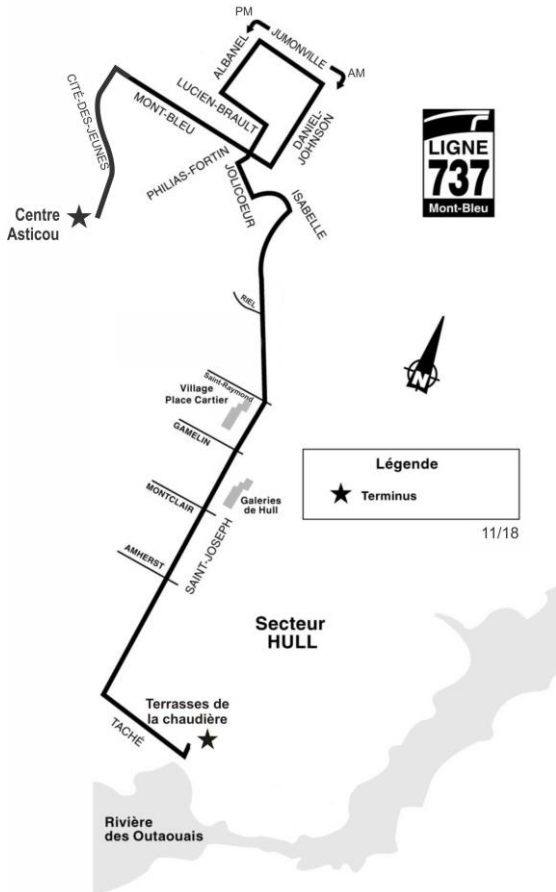 PM
JUMONVILLE
AM
ALBANEL
LUCIEN-BRAULT
CITÉ-DES-JEUNES
MONT-BLEU
DANIEL-
JOHNSON
PHILIAS-FORTIN
JOLICOEUR
ISABELLE
LIGNE
737
Mont-Bleu
Centre
Asticou
RIEL
N
Saint-Raymond
Village
Place Cartier
GAMELIN
Légende
Terminus
MONTCLAIR
Galeries
de Hull
11/18
SAINT-JOSEPH
AMHERST
Secteur
HULL
Terrasses de
la chaudière
TACHÉ
Rivière
des Outaouais